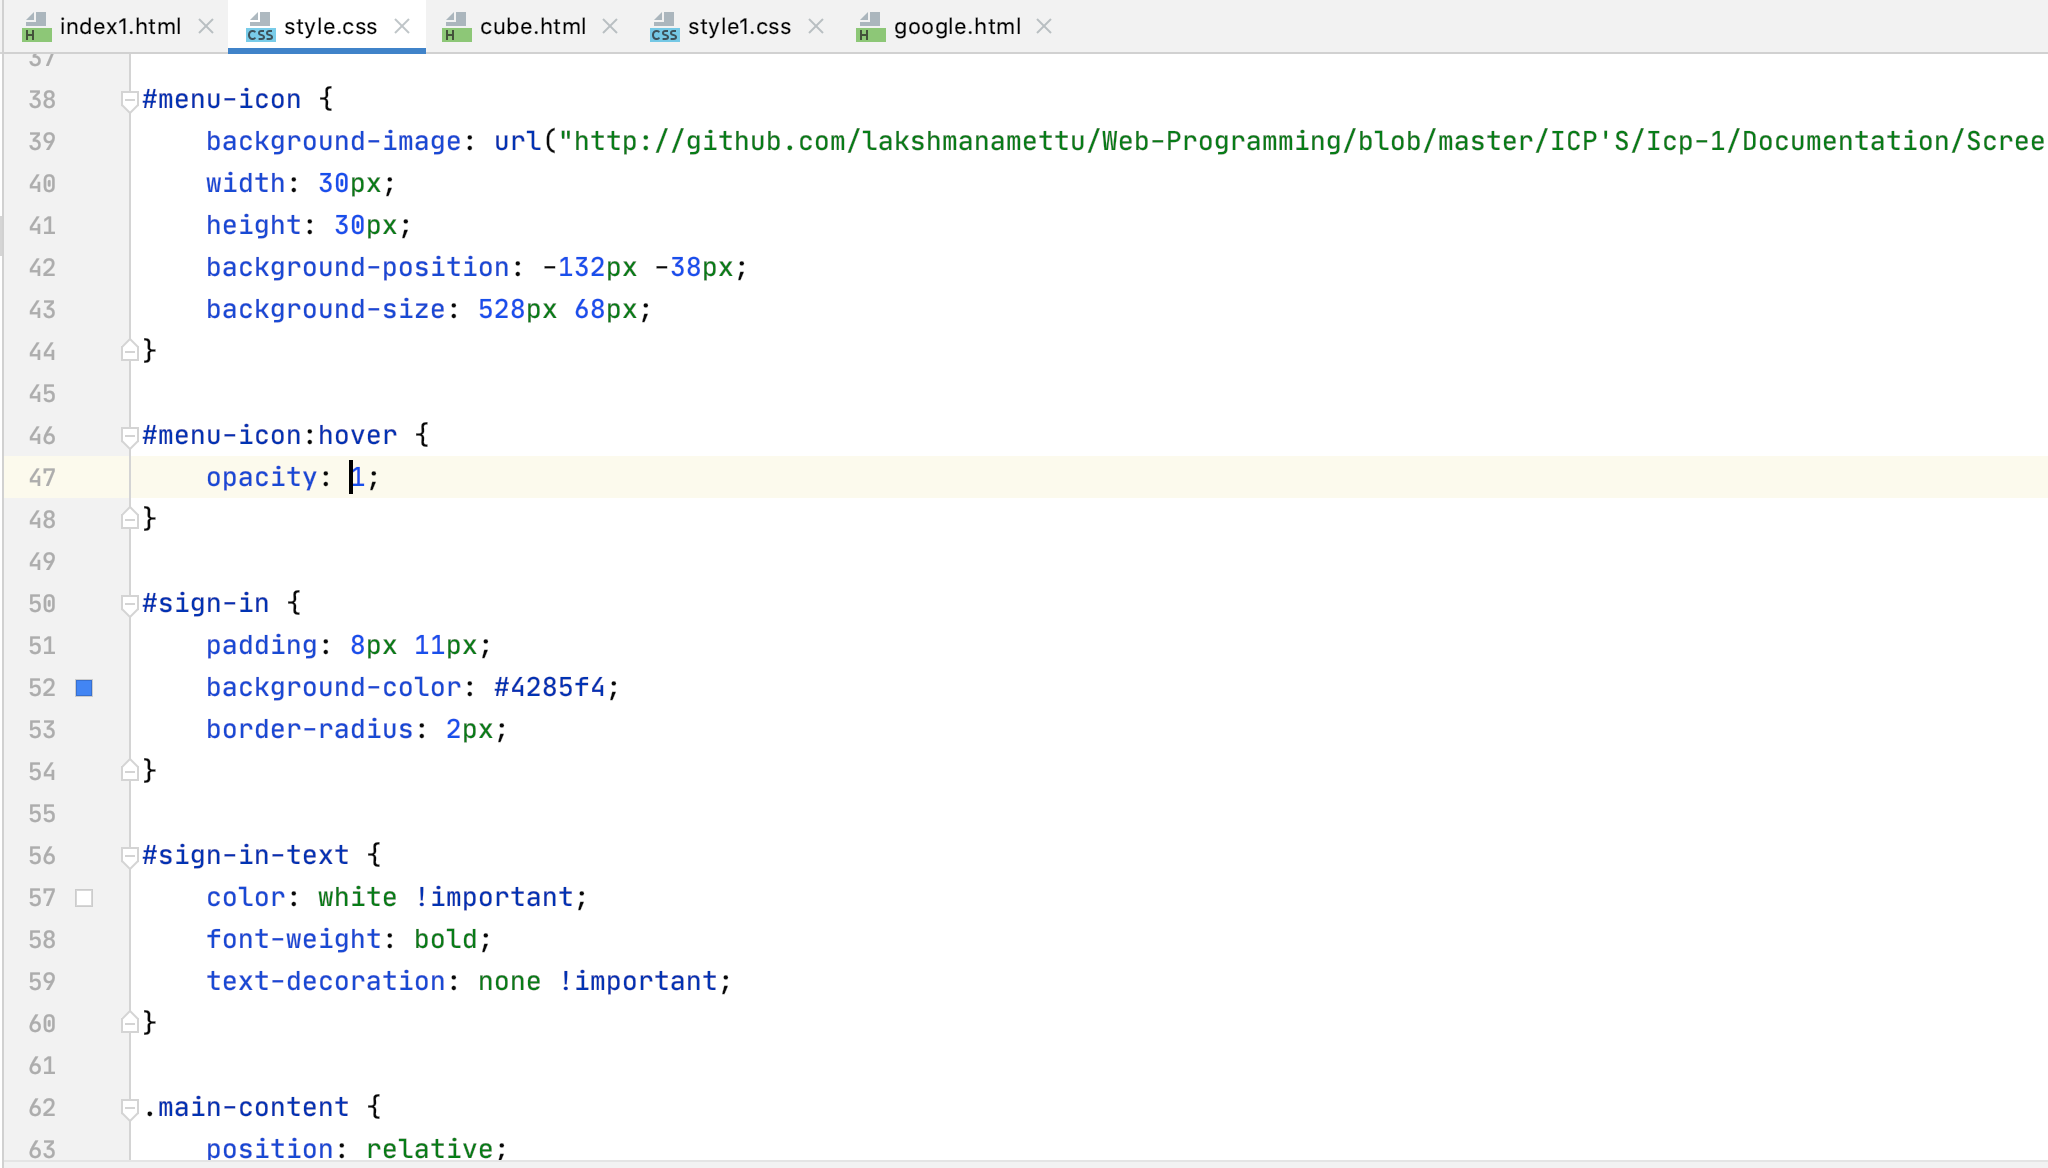 index1.html style.css cube.html style1.css google.html
37
38 #menu-icon {
39 background-image: url("http://github.com/lakshmanamettu/Web-Programming/blob/master/ICP'S/Icp-1/Documentation/Scree
40 width: 30px;
41 height: 30px;
42 background-position: -132px -38px;
43 background-size: 528px 68px;
44 }
45
46 #menu-icon:hover {
47 opacity: 1;
48 }
49
50 #sign-in {
51 padding: 8px 11px;
52 background-color: #4285f4;
53 border-radius: 2px;
54 }
55
56 #sign-in-text {
57 color: white !important;
58 font-weight: bold;
59 text-decoration: none !important;
60 }
61
62 .main-content {
63 position: relative;